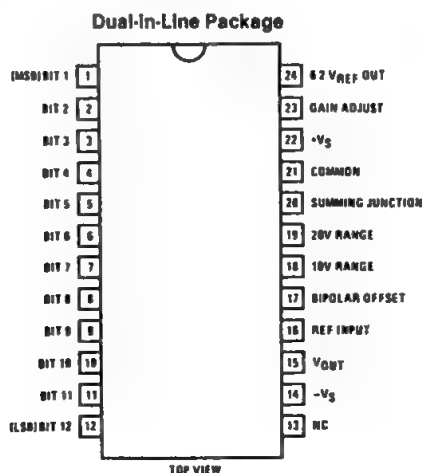 Dual-In-Line Package
(MSB) BIT 1 1 24 6.2 VREF OUT
BIT 2 2 23 GAIN ADJUST
BIT 3 3 22 +VS
BIT 4 4 21 COMMON
BIT 5 5 20 SUMMING JUNCTION
BIT 6 6 19 20V RANGE
BIT 7 7 18 10V RANGE
BIT 8 8 17 BIPOLAR OFFSET
BIT 9 9 16 REF INPUT
BIT 10 10 15 VOUT
BIT 11 11 14 -VS
(LSB) BIT 12 12 13 NC
TOP VIEW